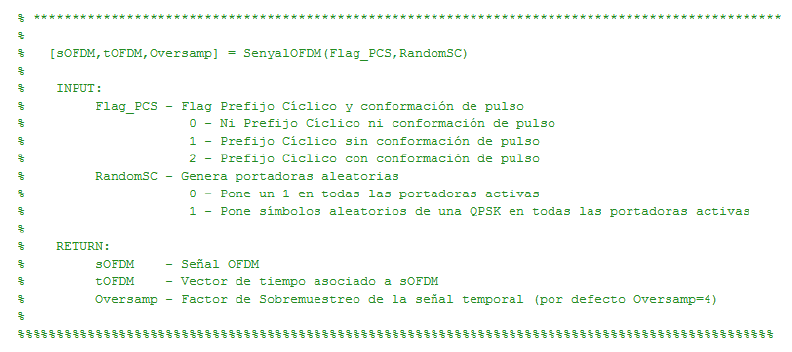 % *************************************************************************************************
%
%   [sOFDM,tOFDM,Oversamp] = SenyalOFDM(Flag_PCS,RandomSC)
%
%    INPUT:
%         Flag_PCS - Flag Prefijo Cíclico y conformación de pulso
%                     0 - Ni Prefijo Cíclico ni conformación de pulso
%                     1 - Prefijo Cíclico sin conformación de pulso
%                     2 - Prefijo Cíclico con conformación de pulso
%         RandomSC - Genera portadoras aleatorias
%                     0 - Pone un 1 en todas las portadoras activas
%                     1 - Pone símbolos aleatorios de una QPSK en todas las portadoras activas
%
%    RETURN:
%         sOFDM    - Señal OFDM
%         tOFDM    - Vector de tiempo asociado a sOFDM
%         Oversamp - Factor de Sobremuestreo de la señal temporal (por defecto Oversamp=4)
%
%%%%%%%%%%%%%%%%%%%%%%%%%%%%%%%%%%%%%%%%%%%%%%%%%%%%%%%%%%%%%%%%%%%%%%%%%%%%%%%%%%%%%%%%%%%%%%%%%%%%